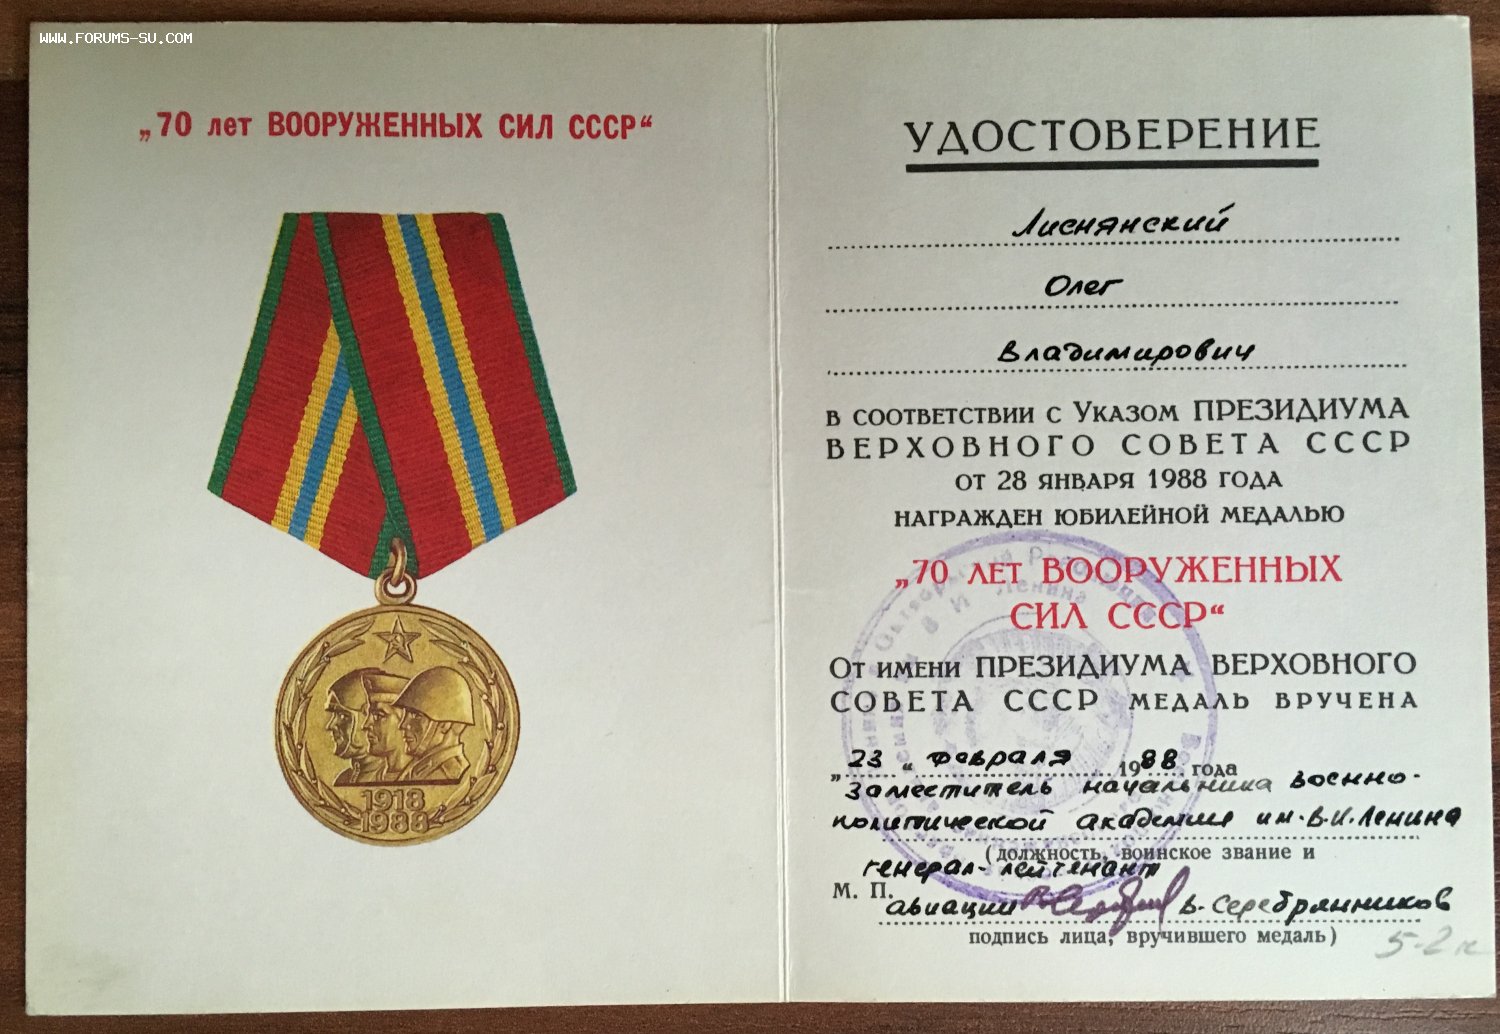 WWW.FORUMS-SU.COM
„70 лет ВООРУЖЕННЫХ СИЛ СССР“
1918
1988
УДОСТОВЕРЕНИЕ
Лиснянский
Олег
Владимирович
в соответствии с Указом ПРЕЗИДИУМА
ВЕРХОВНОГО СОВЕТА СССР
от 28 января 1988 года
награжден юбилейной медалью
„70 лет ВООРУЖЕННЫХ
СИЛ СССР“
От имени ПРЕЗИДИУМА ВЕРХОВНОГО
СОВЕТА СССР медаль вручена
„23“ февраля 1988 года
заместитель начальника военно-
политической академии им. В.И. Ленина
(должность, воинское звание и
генерал-лейтенант
М. П.
авиации В. Серебрянников
подпись лица, вручившего медаль)
5-2к